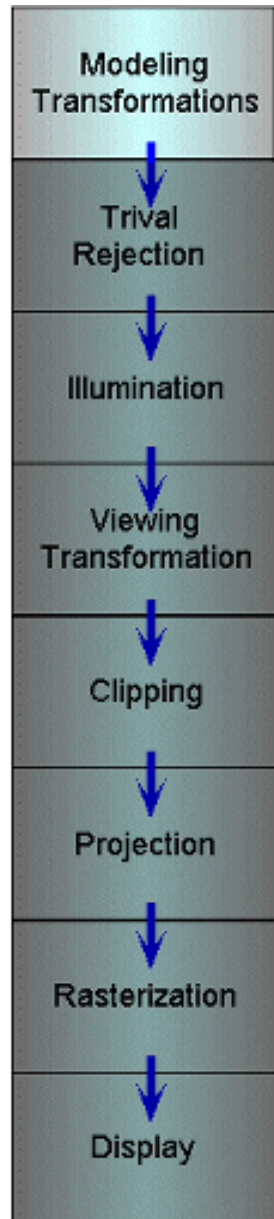 Modeling
Transformations
Trival
Rejection
Illumination
Viewing
Transformation
Clipping
Projection
Rasterization
Display